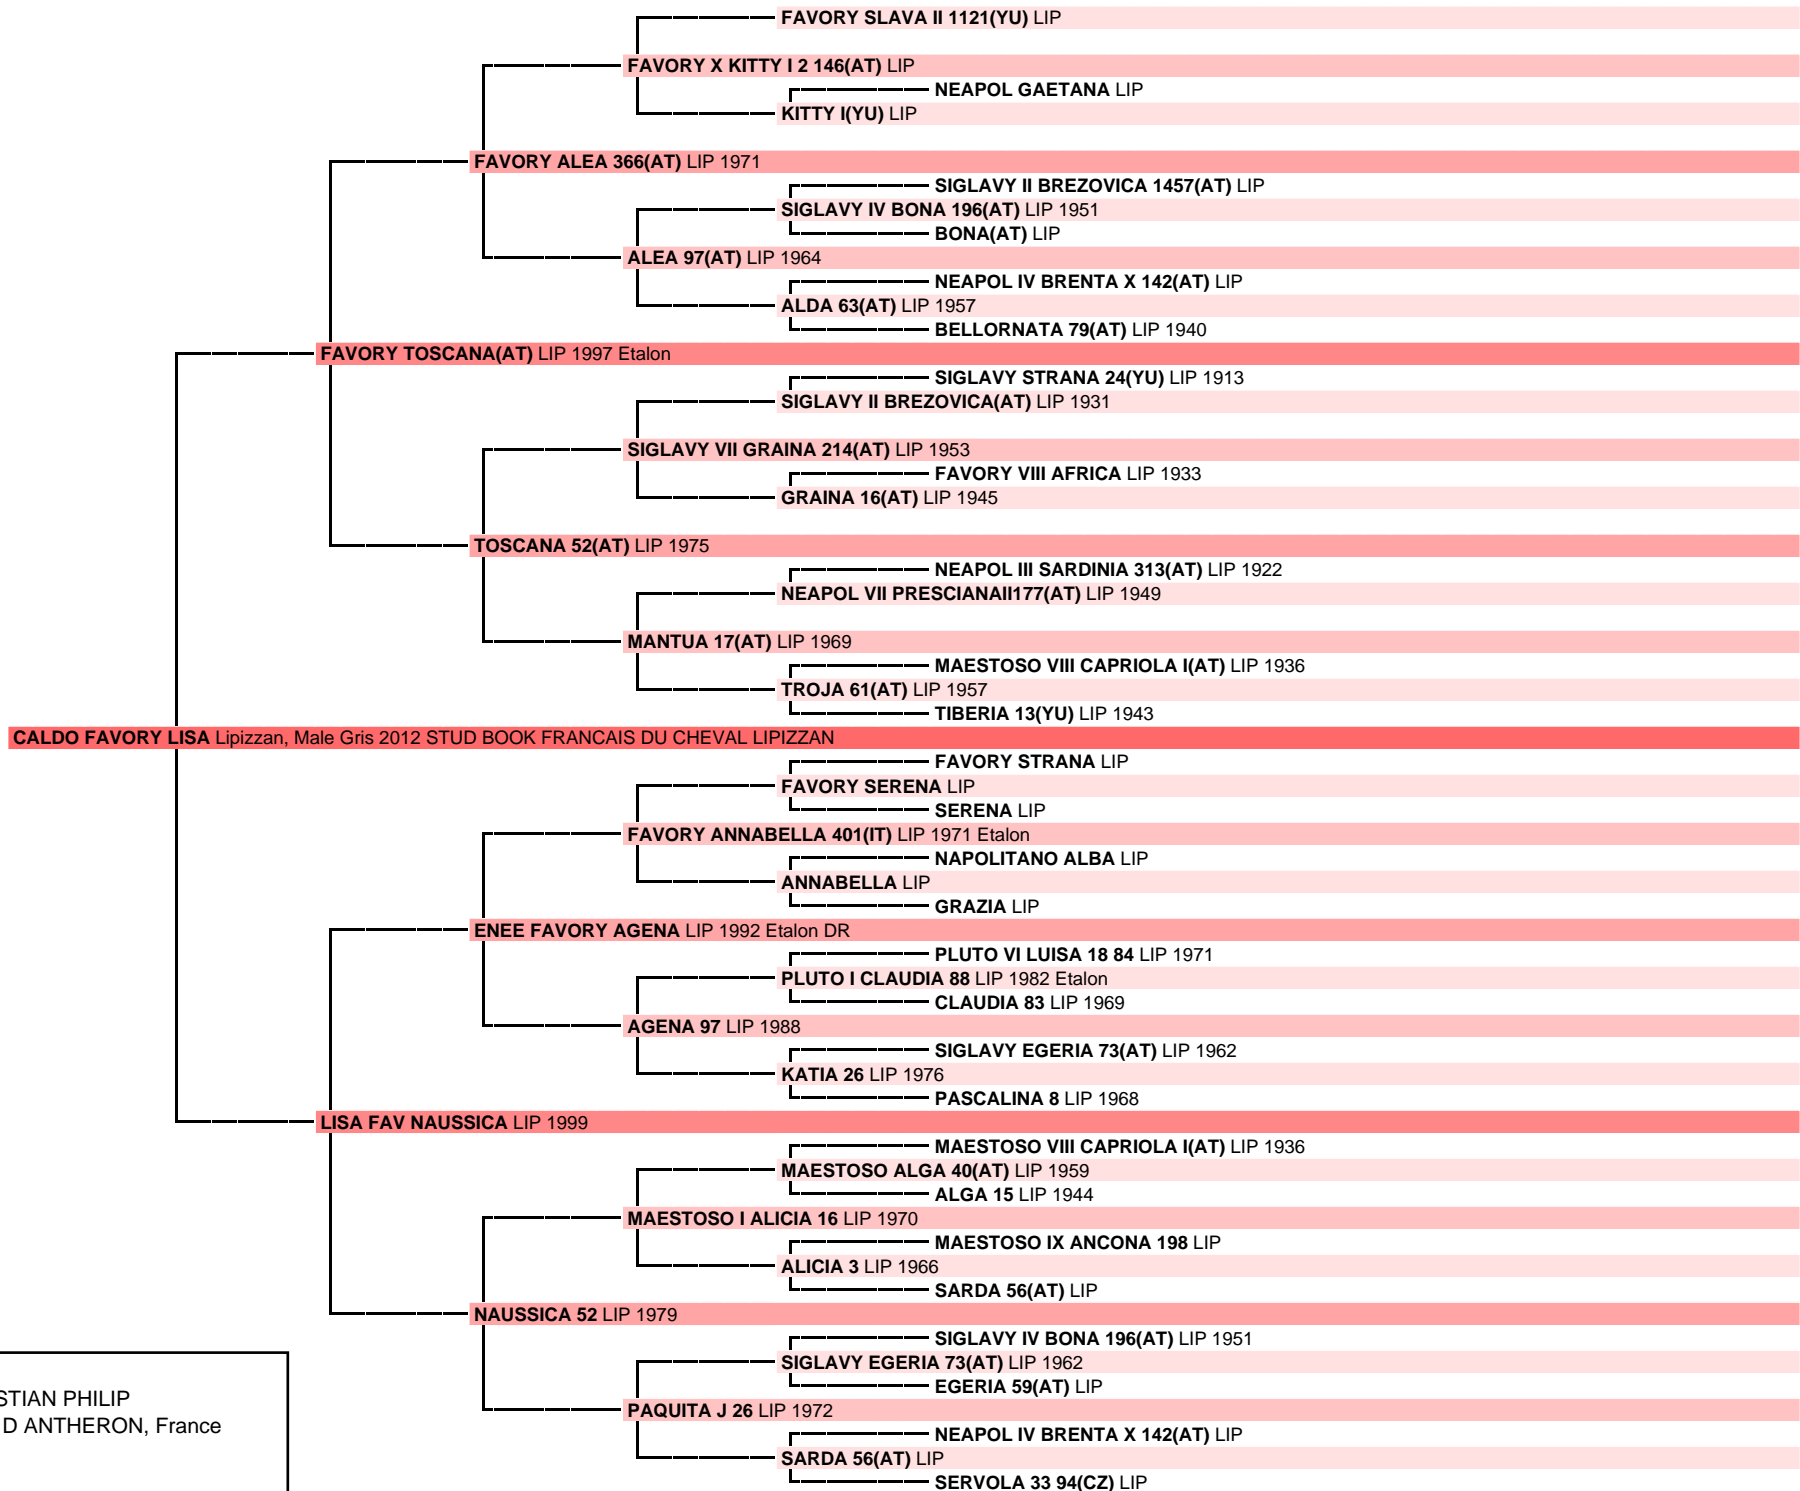 FAVORY SLAVA II 1121(YU) LIP
FAVORY X KITTY I 2 146(AT) LIP
NEAPOL GAETANA LIP
KITTY I(YU) LIP
FAVORY ALEA 366(AT) LIP 1971
SIGLAVY II BREZOVICA 1457(AT) LIP
SIGLAVY IV BONA 196(AT) LIP 1951
BONA(AT) LIP
ALEA 97(AT) LIP 1964
NEAPOL IV BRENTA X 142(AT) LIP
ALDA 63(AT) LIP 1957
BELLORNATA 79(AT) LIP 1940
FAVORY TOSCANA(AT) LIP 1997 Etalon
SIGLAVY STRANA 24(YU) LIP 1913
SIGLAVY II BREZOVICA(AT) LIP 1931
SIGLAVY VII GRAINA 214(AT) LIP 1953
FAVORY VIII AFRICA LIP 1933
GRAINA 16(AT) LIP 1945
TOSCANA 52(AT) LIP 1975
NEAPOL III SARDINIA 313(AT) LIP 1922
NEAPOL VII PRESCIANAII177(AT) LIP 1949
MANTUA 17(AT) LIP 1969
MAESTOSO VIII CAPRIOLA I(AT) LIP 1936
TROJA 61(AT) LIP 1957
TIBERIA 13(YU) LIP 1943
CALDO FAVORY LISA Lipizzan, Male Gris 2012 STUD BOOK FRANCAIS DU CHEVAL LIPIZZAN
FAVORY STRANA LIP
FAVORY SERENA LIP
SERENA LIP
FAVORY ANNABELLA 401(IT) LIP 1971 Etalon
NAPOLITANO ALBA LIP
ANNABELLA LIP
GRAZIA LIP
ENEE FAVORY AGENA LIP 1992 Etalon DR
PLUTO VI LUISA 18 84 LIP 1971
PLUTO I CLAUDIA 88 LIP 1982 Etalon
CLAUDIA 83 LIP 1969
AGENA 97 LIP 1988
SIGLAVY EGERIA 73(AT) LIP 1962
KATIA 26 LIP 1976
PASCALINA 8 LIP 1968
LISA FAV NAUSSICA LIP 1999
MAESTOSO VIII CAPRIOLA I(AT) LIP 1936
MAESTOSO ALGA 40(AT) LIP 1959
ALGA 15 LIP 1944
MAESTOSO I ALICIA 16 LIP 1970
MAESTOSO IX ANCONA 198 LIP
ALICIA 3 LIP 1966
SARDA 56(AT) LIP
NAUSSICA 52 LIP 1979
SIGLAVY IV BONA 196(AT) LIP 1951
SIGLAVY EGERIA 73(AT) LIP 1962
EGERIA 59(AT) LIP
PAQUITA J 26 LIP 1972
NEAPOL IV BRENTA X 142(AT) LIP
SARDA 56(AT) LIP
SERVOLA 33 94(CZ) LIP
STIAN PHILIP
D ANTHERON, France